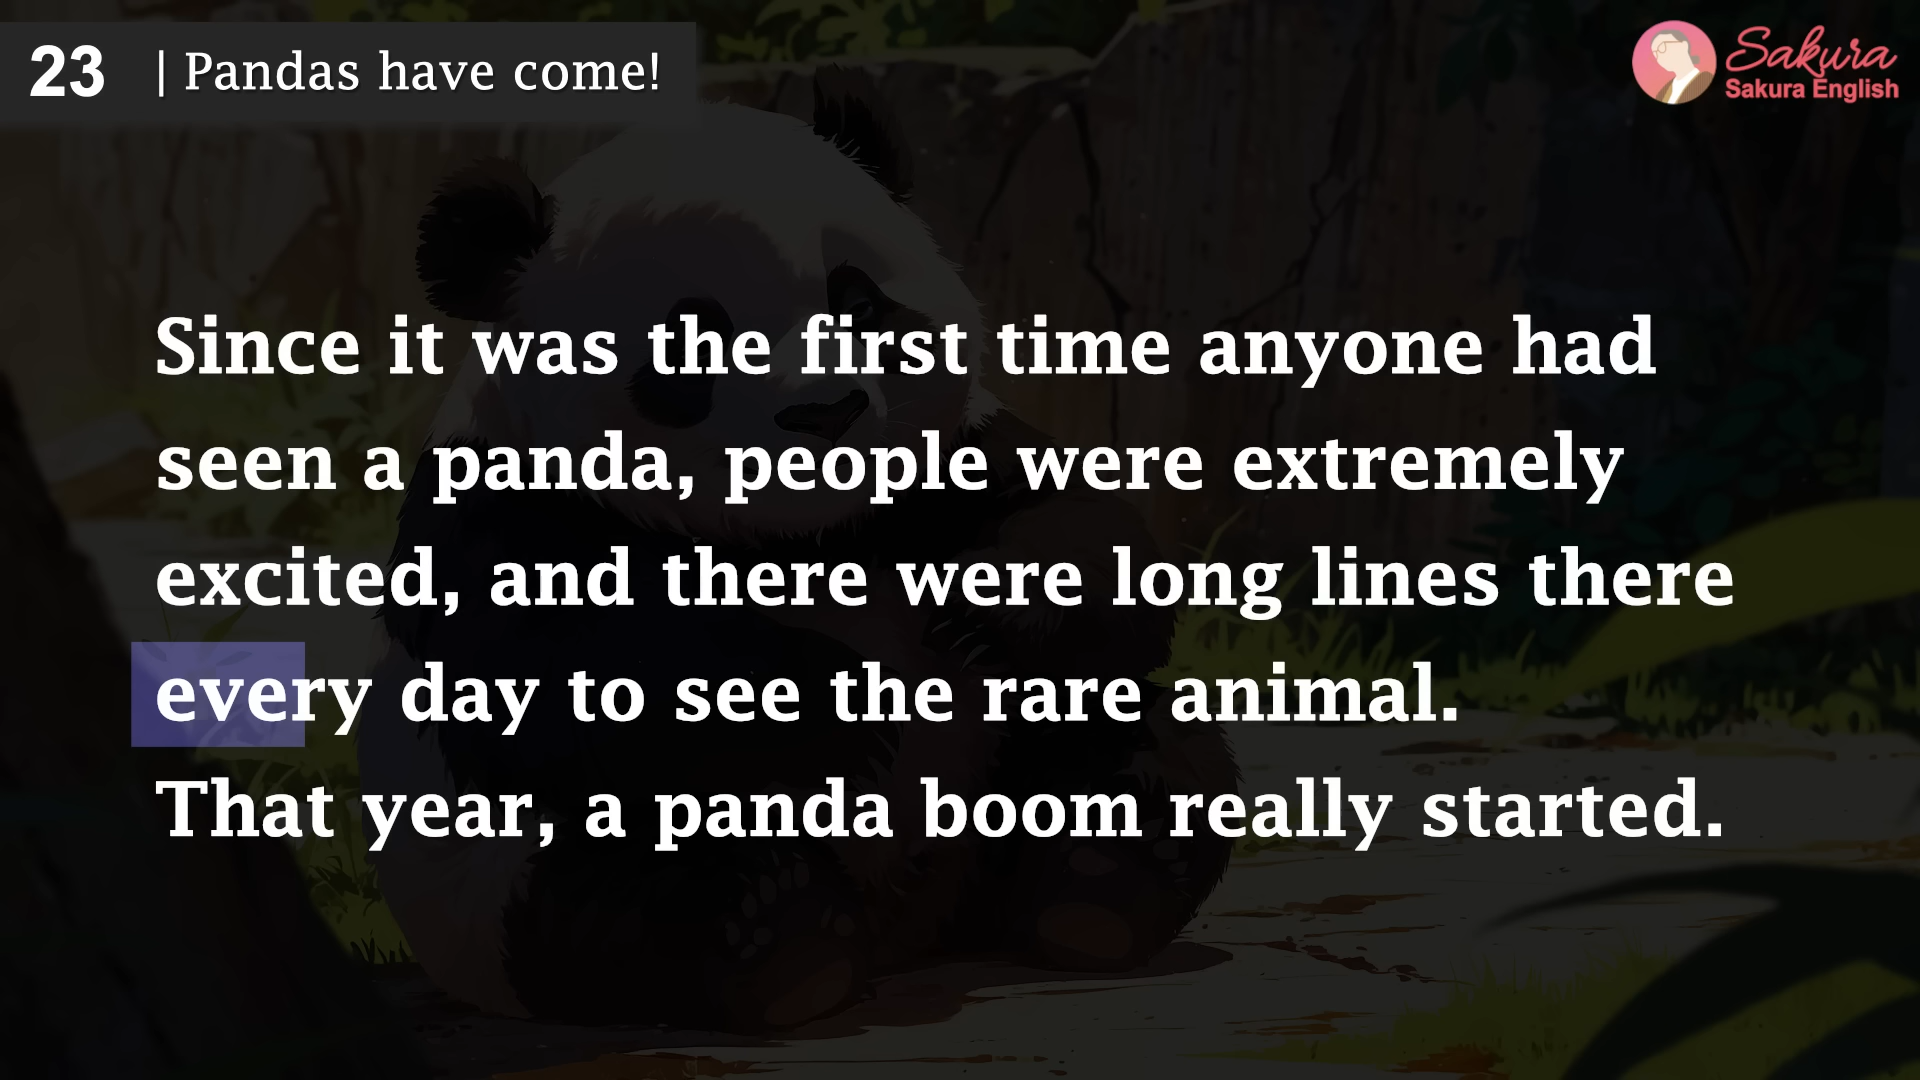 23 | Pandas have come!
Sakura
Sakura English
Since it was the first time anyone had
seen a panda, people were extremely
excited, and there were long lines there
every day to see the rare animal.
That year, a panda boom really started.